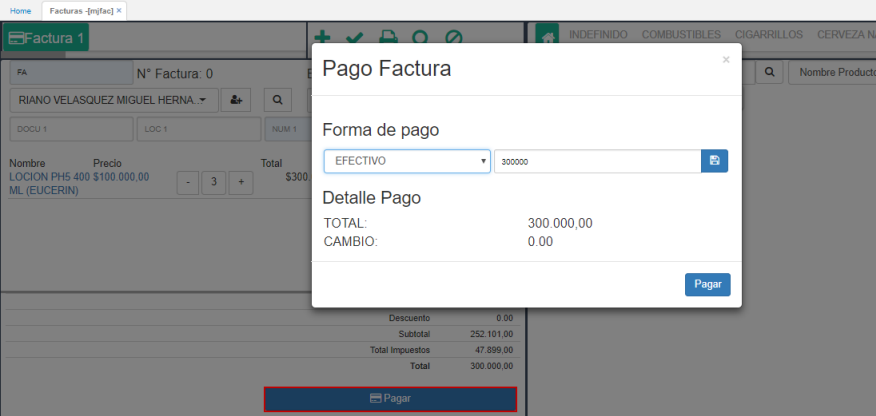 Home Facturas -[mjfac] ×
Factura 1
INDEFINIDO COMBUSTIBLES CIGARRILLOS CERVEZA NA
FA N° Factura: 0
Nombre Producto
RIANO VELASQUEZ MIGUEL HERNA...
DOCU 1 LOC 1 NUM 1
Nombre Precio Total
LOCION PH5 400 $100.000,00 - 3 + $300.
ML (EUCERIN)
Pago Factura ×
Forma de pago
EFECTIVO 300000
Detalle Pago
TOTAL: 300.000,00
CAMBIO: 0.00
Pagar
Descuento 0.00
Subtotal 252.101,00
Total Impuestos 47.899,00
Total 300.000,00
Pagar